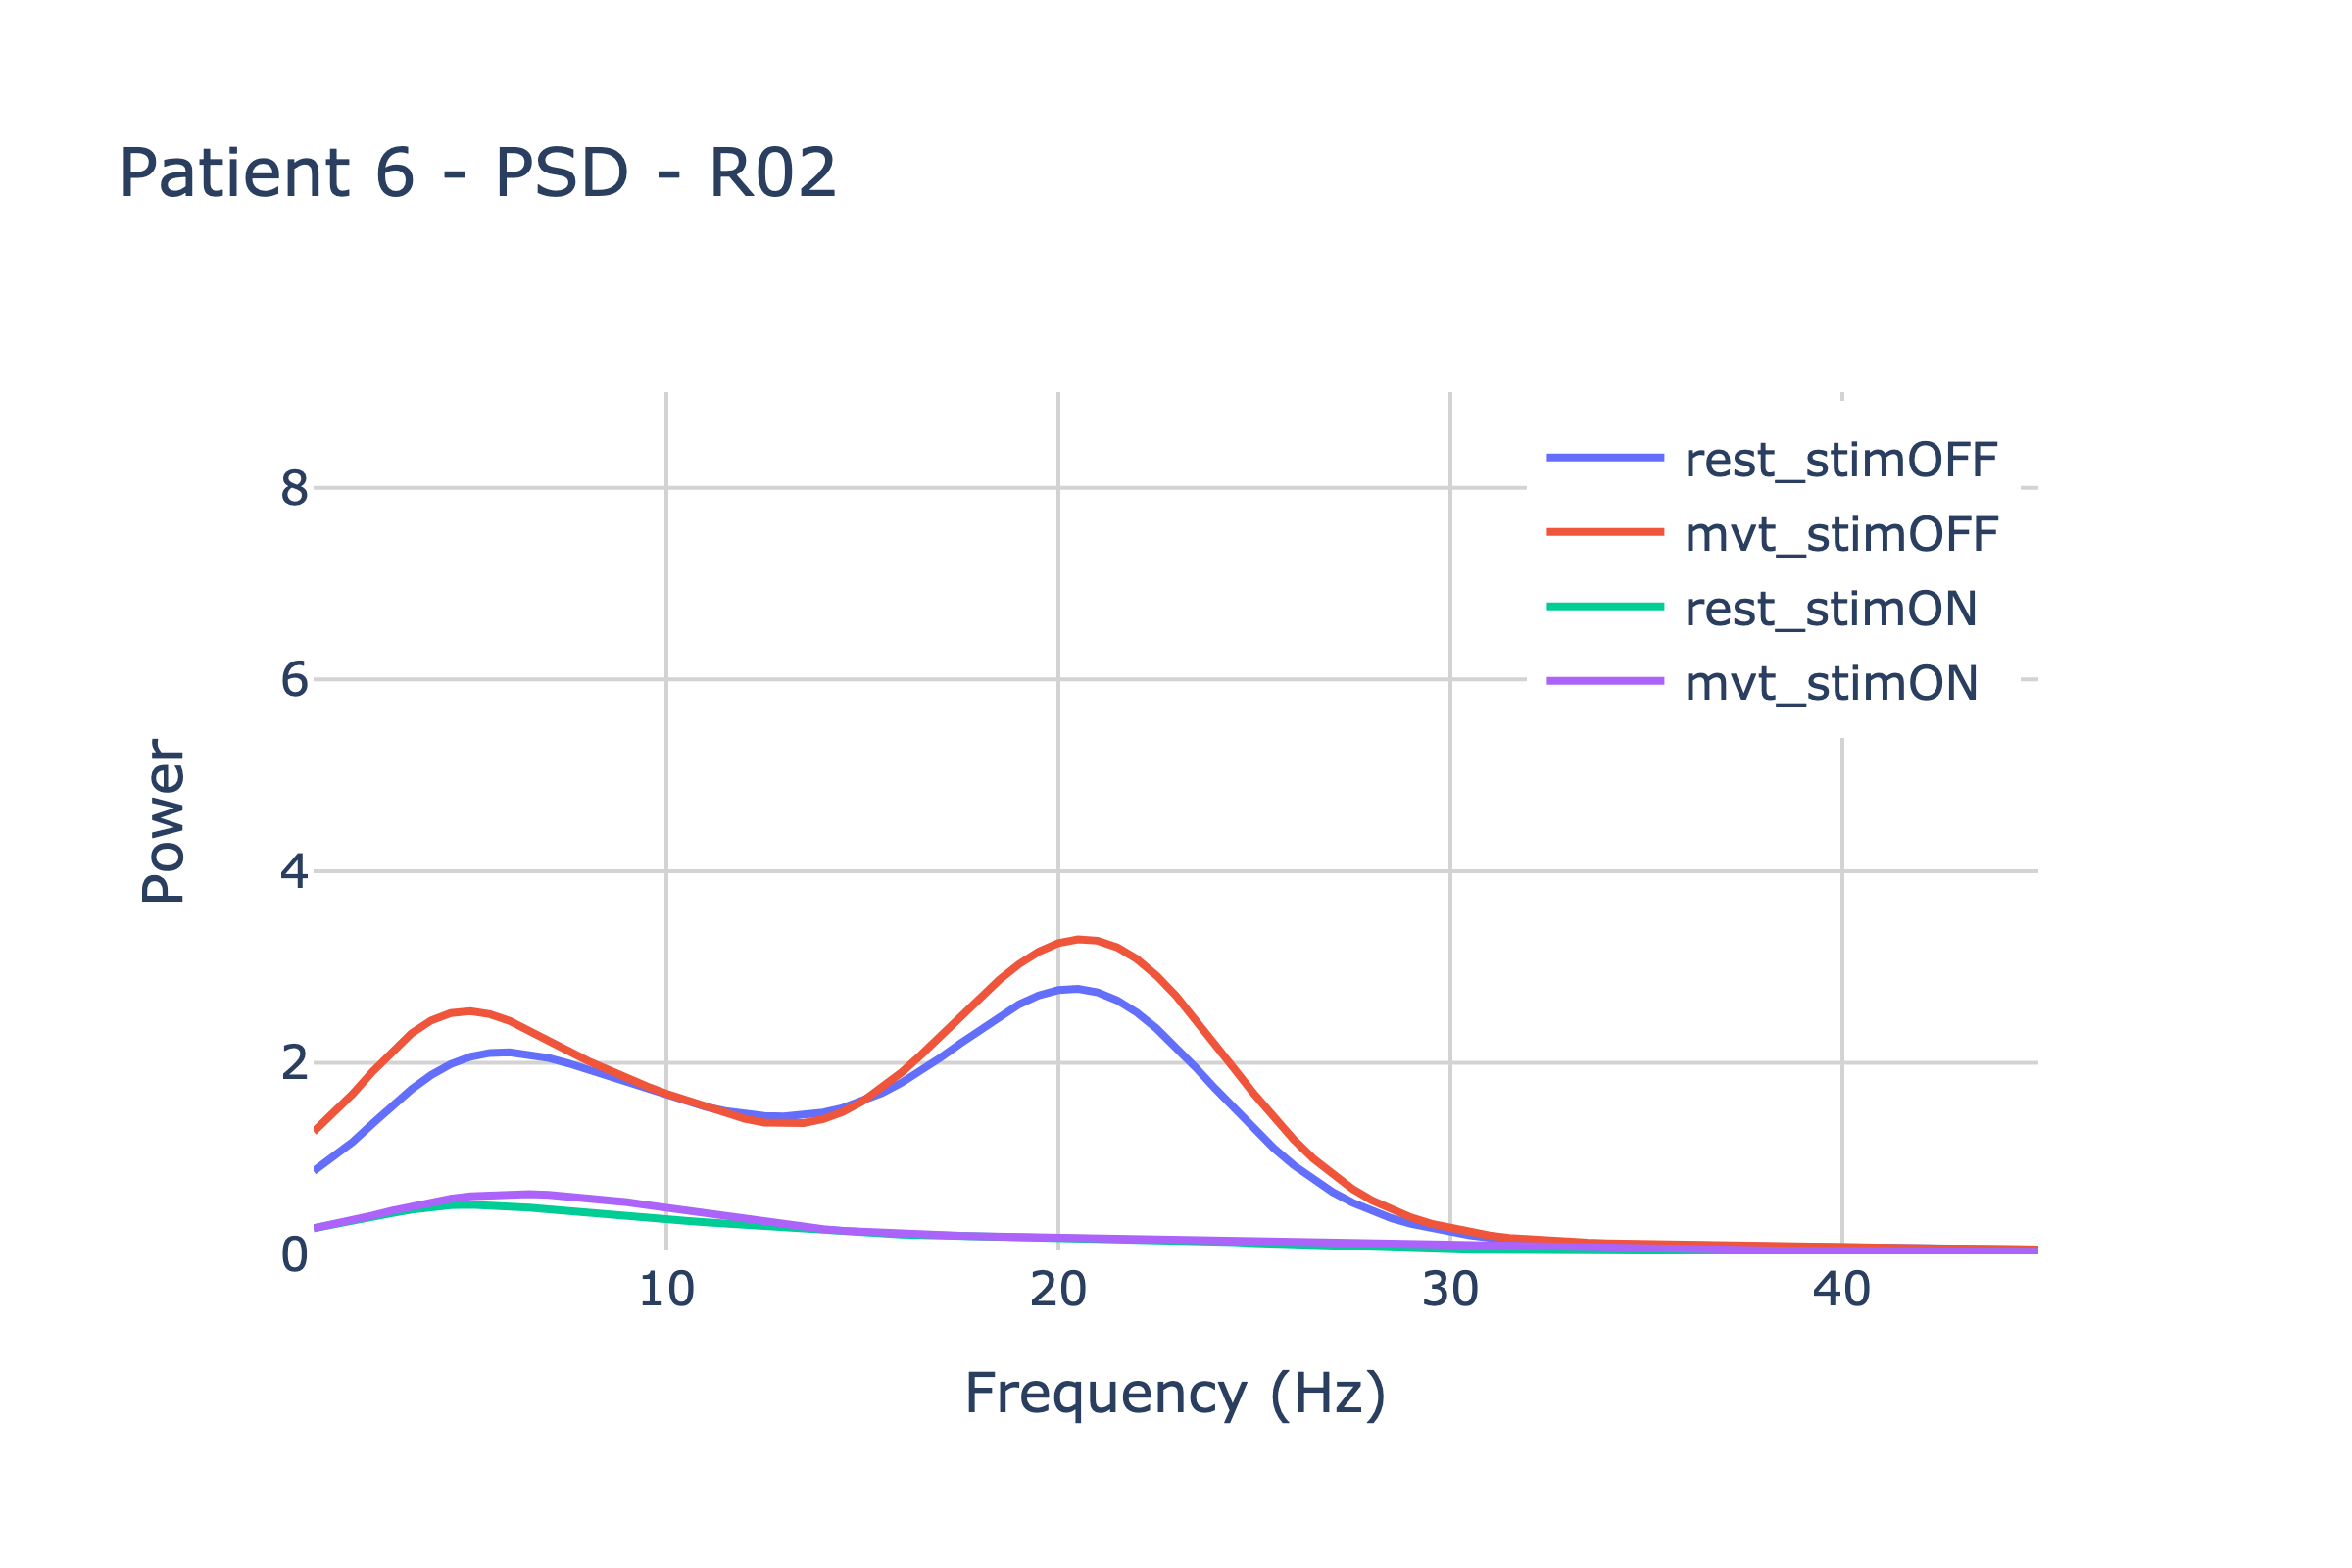 Patient 6 - PSD - R02
rest_stimOFF
mvt_stimOFF
rest_stimON
mvt_stimON
8
6
4
2
0
Power
10 20 30 40
Frequency (Hz)